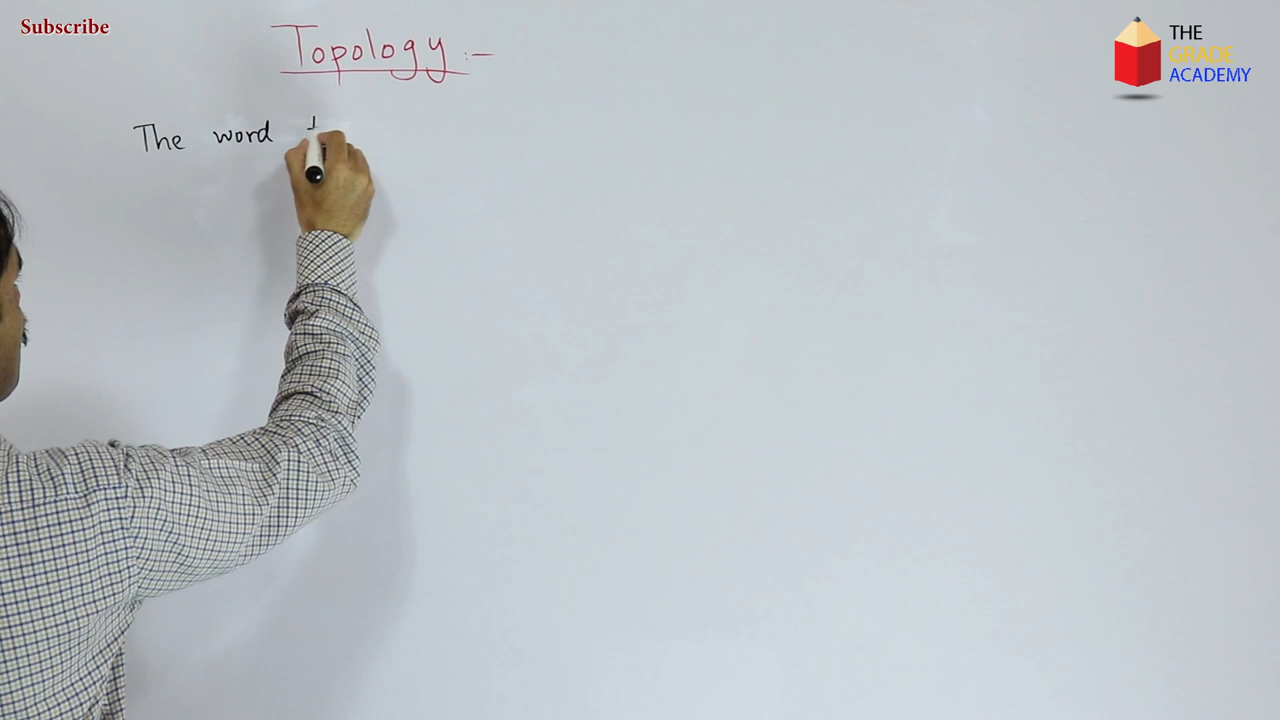 Subscribe
Topology :-
THE
GRADE
ACADEMY
The word